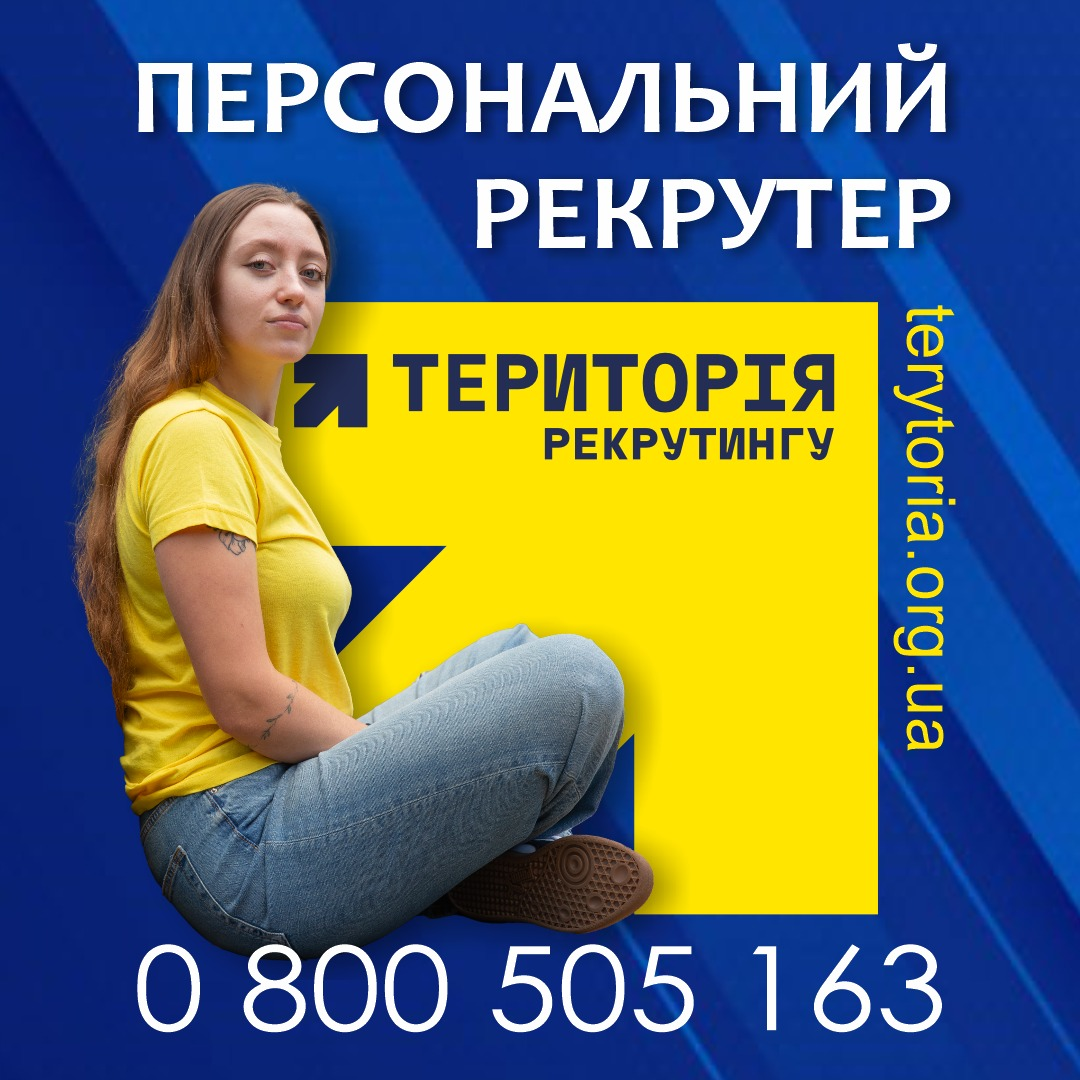 ПЕРСОНАЛЬНИЙ
РЕКРУТЕР
ТЕРИТОРІЯ
РЕКРУТИНГУ
terytoria.org.ua
0 800 505 163